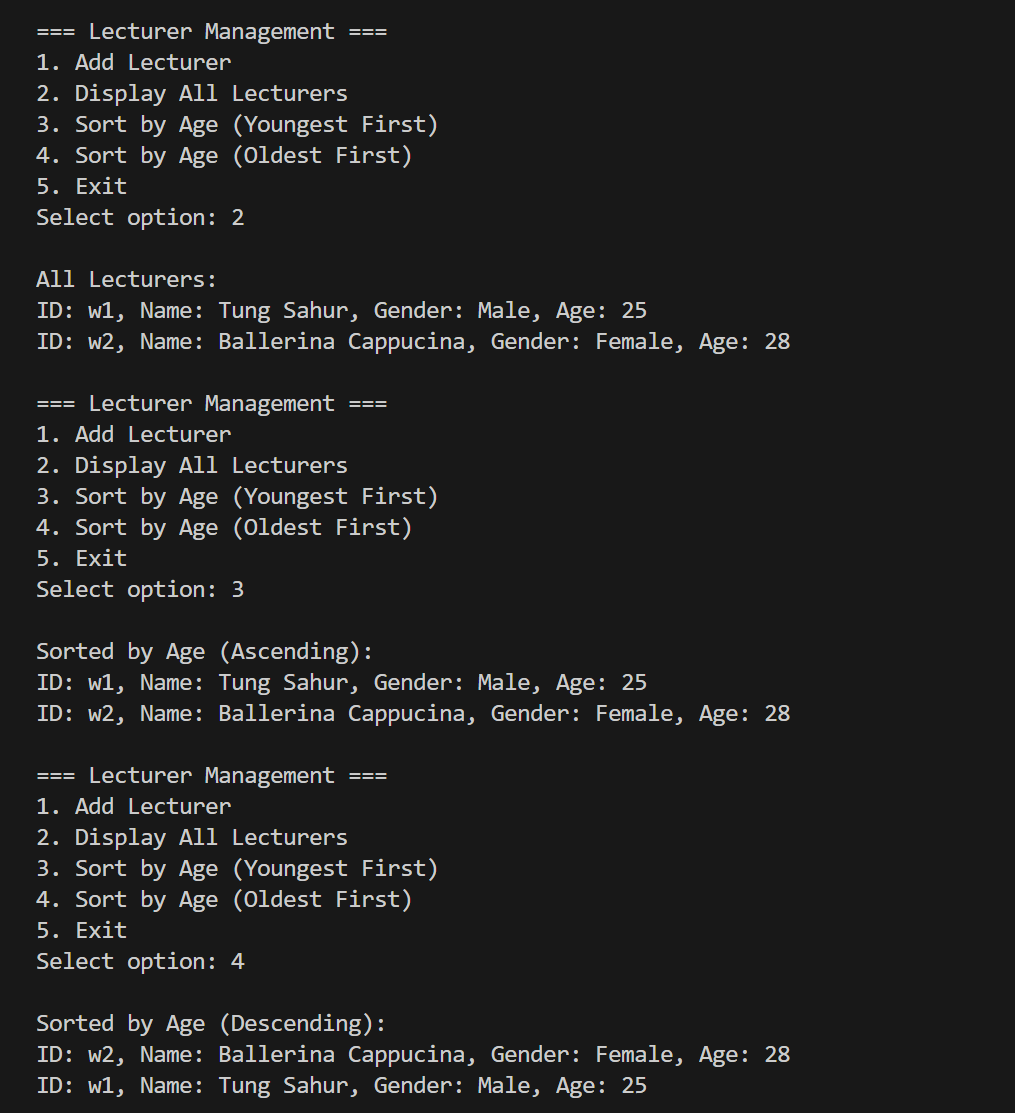 === Lecturer Management ===
1. Add Lecturer
2. Display All Lecturers
3. Sort by Age (Youngest First)
4. Sort by Age (Oldest First)
5. Exit
Select option: 2
All Lecturers:
ID: w1, Name: Tung Sahur, Gender: Male, Age: 25
ID: w2, Name: Ballerina Cappucina, Gender: Female, Age: 28
=== Lecturer Management ===
1. Add Lecturer
2. Display All Lecturers
3. Sort by Age (Youngest First)
4. Sort by Age (Oldest First)
5. Exit
Select option: 3
Sorted by Age (Ascending):
ID: w1, Name: Tung Sahur, Gender: Male, Age: 25
ID: w2, Name: Ballerina Cappucina, Gender: Female, Age: 28
=== Lecturer Management ===
1. Add Lecturer
2. Display All Lecturers
3. Sort by Age (Youngest First)
4. Sort by Age (Oldest First)
5. Exit
Select option: 4
Sorted by Age (Descending):
ID: w2, Name: Ballerina Cappucina, Gender: Female, Age: 28
ID: w1, Name: Tung Sahur, Gender: Male, Age: 25